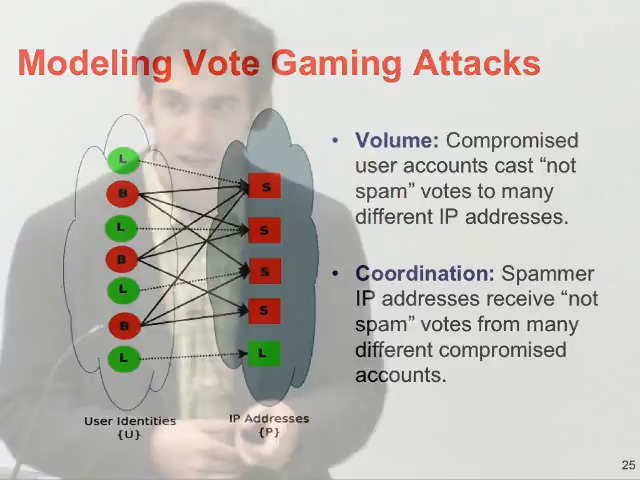 Modeling Vote Gaming Attacks
• Volume: Compromised
user accounts cast “not
spam” votes to many
different IP addresses.
• Coordination: Spammer
IP addresses receive “not
spam” votes from many
different compromised
accounts.
L
B
L
B
L
B
L
S
S
S
S
L
User Identities
{U}
IP Addresses
{P}
25